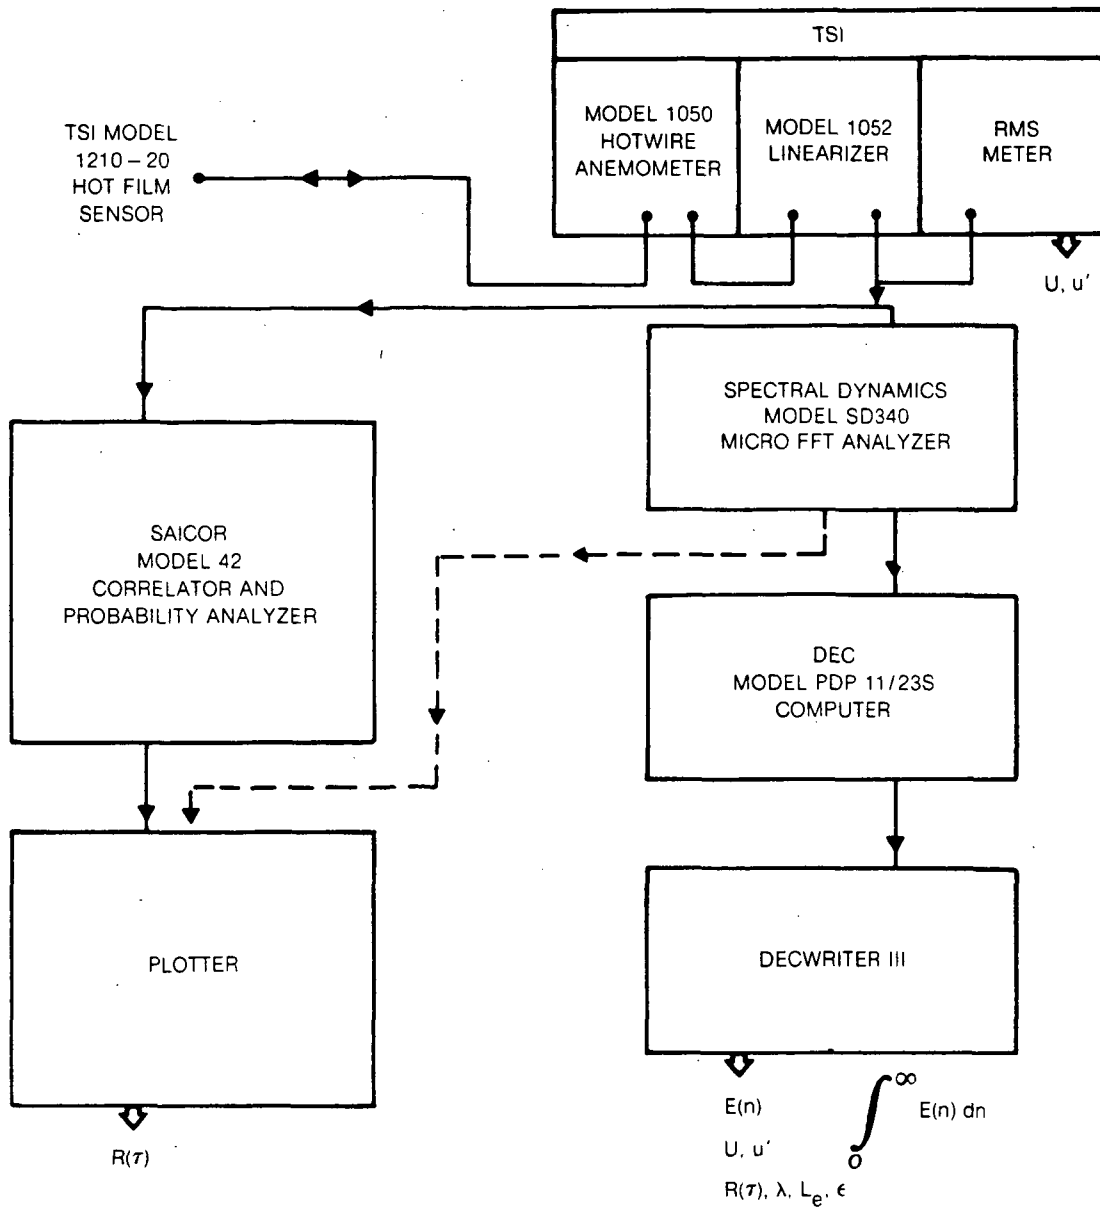 TSI
MODEL 1050
HOTWIRE
ANEMOMETER
MODEL 1052
LINEARIZER
RMS
METER
TSI MODEL
1210 – 20
HOT FILM
SENSOR
U, u′
SPECTRAL DYNAMICS
MODEL SD340
MICRO FFT ANALYZER
SAICOR
MODEL 42
CORRELATOR AND
PROBABILITY ANALYZER
DEC
MODEL PDP 11/23S
COMPUTER
PLOTTER
DECWRITER III
R(τ)
E(n) ∫₀^∞ E(n) dn
U, u′
R(τ), λ, Lₑ, ϵ